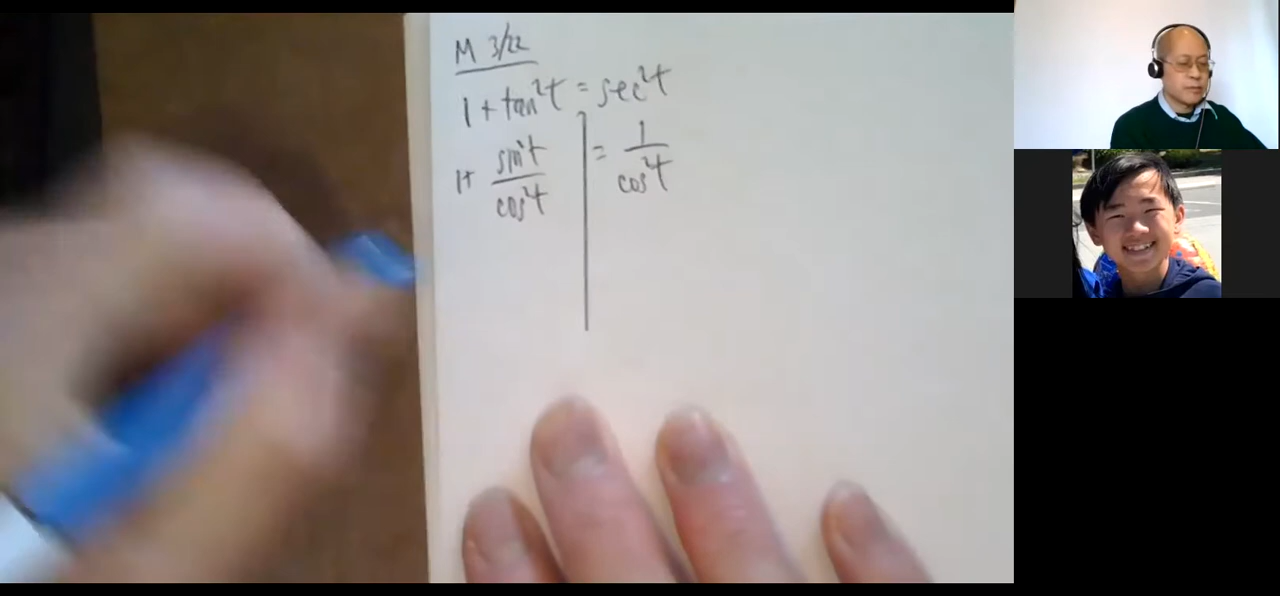 M 3/22
1 + tan²t = sec²t
1 + sin²t/cos²t = 1/cos²t